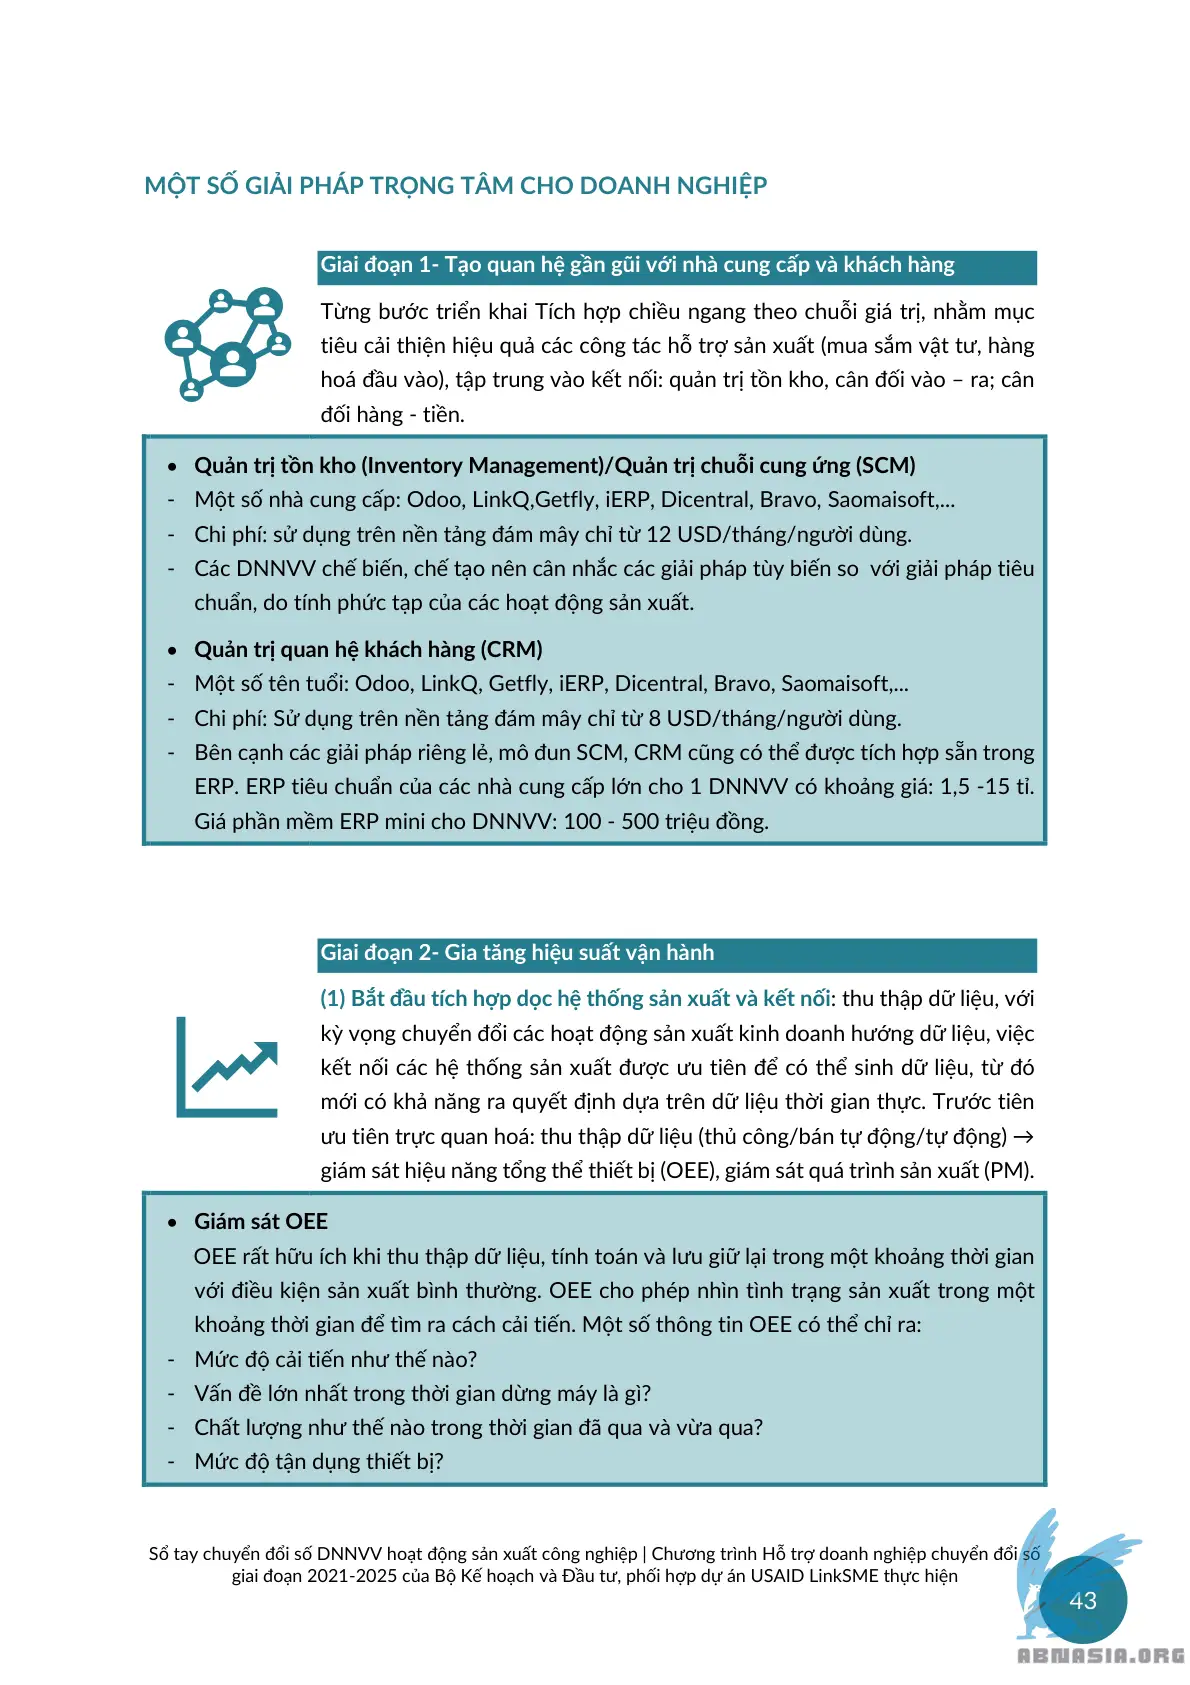 MỘT SỐ GIẢI PHÁP TRỌNG TÂM CHO DOANH NGHIỆP
Giai đoạn 1- Tạo quan hệ gần gũi với nhà cung cấp và khách hàng
Từng bước triển khai Tích hợp chiều ngang theo chuỗi giá trị, nhằm mục
tiêu cải thiện hiệu quả các công tác hỗ trợ sản xuất (mua sắm vật tư, hàng
hoá đầu vào), tập trung vào kết nối: quản trị tồn kho, cân đối vào – ra; cân
đối hàng - tiền.
• Quản trị tồn kho (Inventory Management)/Quản trị chuỗi cung ứng (SCM)
- Một số nhà cung cấp: Odoo, LinkQ,Getfly, iERP, Dicentral, Bravo, Saomaisoft,...
- Chi phí: sử dụng trên nền tảng đám mây chỉ từ 12 USD/tháng/người dùng.
- Các DNNVV chế biến, chế tạo nên cân nhắc các giải pháp tùy biến so với giải pháp tiêu
chuẩn, do tính phức tạp của các hoạt động sản xuất.
• Quản trị quan hệ khách hàng (CRM)
- Một số tên tuổi: Odoo, LinkQ, Getfly, iERP, Dicentral, Bravo, Saomaisoft,...
- Chi phí: Sử dụng trên nền tảng đám mây chỉ từ 8 USD/tháng/người dùng.
- Bên cạnh các giải pháp riêng lẻ, mô đun SCM, CRM cũng có thể được tích hợp sẵn trong
ERP. ERP tiêu chuẩn của các nhà cung cấp lớn cho 1 DNNVV có khoảng giá: 1,5 -15 tỉ.
Giá phần mềm ERP mini cho DNNVV: 100 - 500 triệu đồng.
Giai đoạn 2- Gia tăng hiệu suất vận hành
(1) Bắt đầu tích hợp dọc hệ thống sản xuất và kết nối: thu thập dữ liệu, với
kỳ vọng chuyển đổi các hoạt động sản xuất kinh doanh hướng dữ liệu, việc
kết nối các hệ thống sản xuất được ưu tiên để có thể sinh dữ liệu, từ đó
mới có khả năng ra quyết định dựa trên dữ liệu thời gian thực. Trước tiên
ưu tiên trực quan hoá: thu thập dữ liệu (thủ công/bán tự động/tự động) →
giám sát hiệu năng tổng thể thiết bị (OEE), giám sát quá trình sản xuất (PM).
• Giám sát OEE
OEE rất hữu ích khi thu thập dữ liệu, tính toán và lưu giữ lại trong một khoảng thời gian
với điều kiện sản xuất bình thường. OEE cho phép nhìn tình trạng sản xuất trong một
khoảng thời gian để tìm ra cách cải tiến. Một số thông tin OEE có thể chỉ ra:
- Mức độ cải tiến như thế nào?
- Vấn đề lớn nhất trong thời gian dừng máy là gì?
- Chất lượng như thế nào trong thời gian đã qua và vừa qua?
- Mức độ tận dụng thiết bị?
Sổ tay chuyển đổi số DNNVV hoạt động sản xuất công nghiệp | Chương trình Hỗ trợ doanh nghiệp chuyển đổi số
giai đoạn 2021-2025 của Bộ Kế hoạch và Đầu tư, phối hợp dự án USAID LinkSME thực hiện
43
ABNASIA.ORG